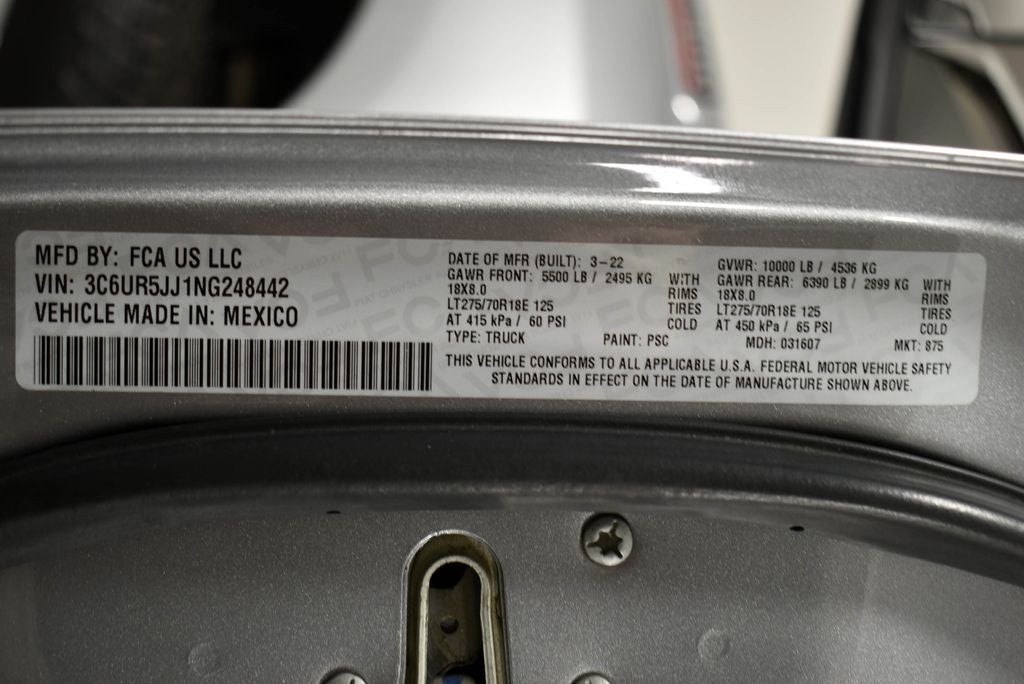 MFD BY: FCA US LLC
VIN: 3C6UR5JJ1NG248442
VEHICLE MADE IN: MEXICO
DATE OF MFR (BUILT): 3-22
GAWR FRONT: 5500 LB / 2495 KG WITH
18X8.0 RIMS
LT275/70R18E 125 TIRES
AT 415 kPa / 60 PSI COLD
GVWR: 10000 LB / 4536 KG
GAWR REAR: 6390 LB / 2899 KG WITH
18X8.0 RIMS
LT275/70R18E 125 TIRES
AT 450 kPa / 65 PSI COLD
TYPE: TRUCK PAINT: PSC MDH: 031607 MKT: 875
THIS VEHICLE CONFORMS TO ALL APPLICABLE U.S.A. FEDERAL MOTOR VEHICLE SAFETY
STANDARDS IN EFFECT ON THE DATE OF MANUFACTURE SHOWN ABOVE.